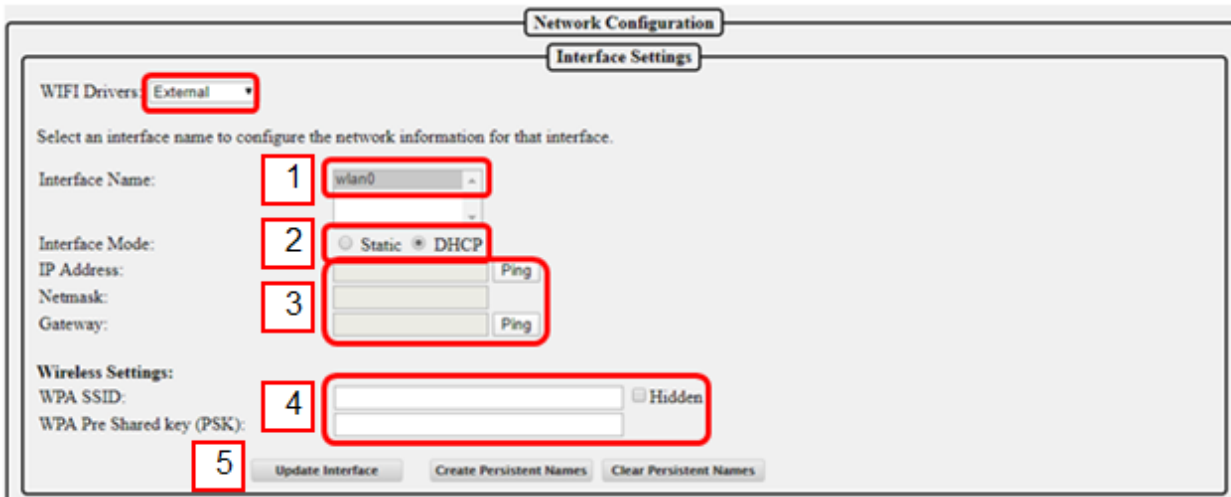 Network Configuration
Interface Settings
WIFI Drivers: External
Select an interface name to configure the network information for that interface.
Interface Name: 1 wlan0
Interface Mode: 2 Static DHCP
IP Address: Ping
Netmask:
3
Gateway: Ping
Wireless Settings:
WPA SSID: 4 Hidden
WPA Pre Shared key (PSK):
5 Update Interface Create Persistent Names Clear Persistent Names